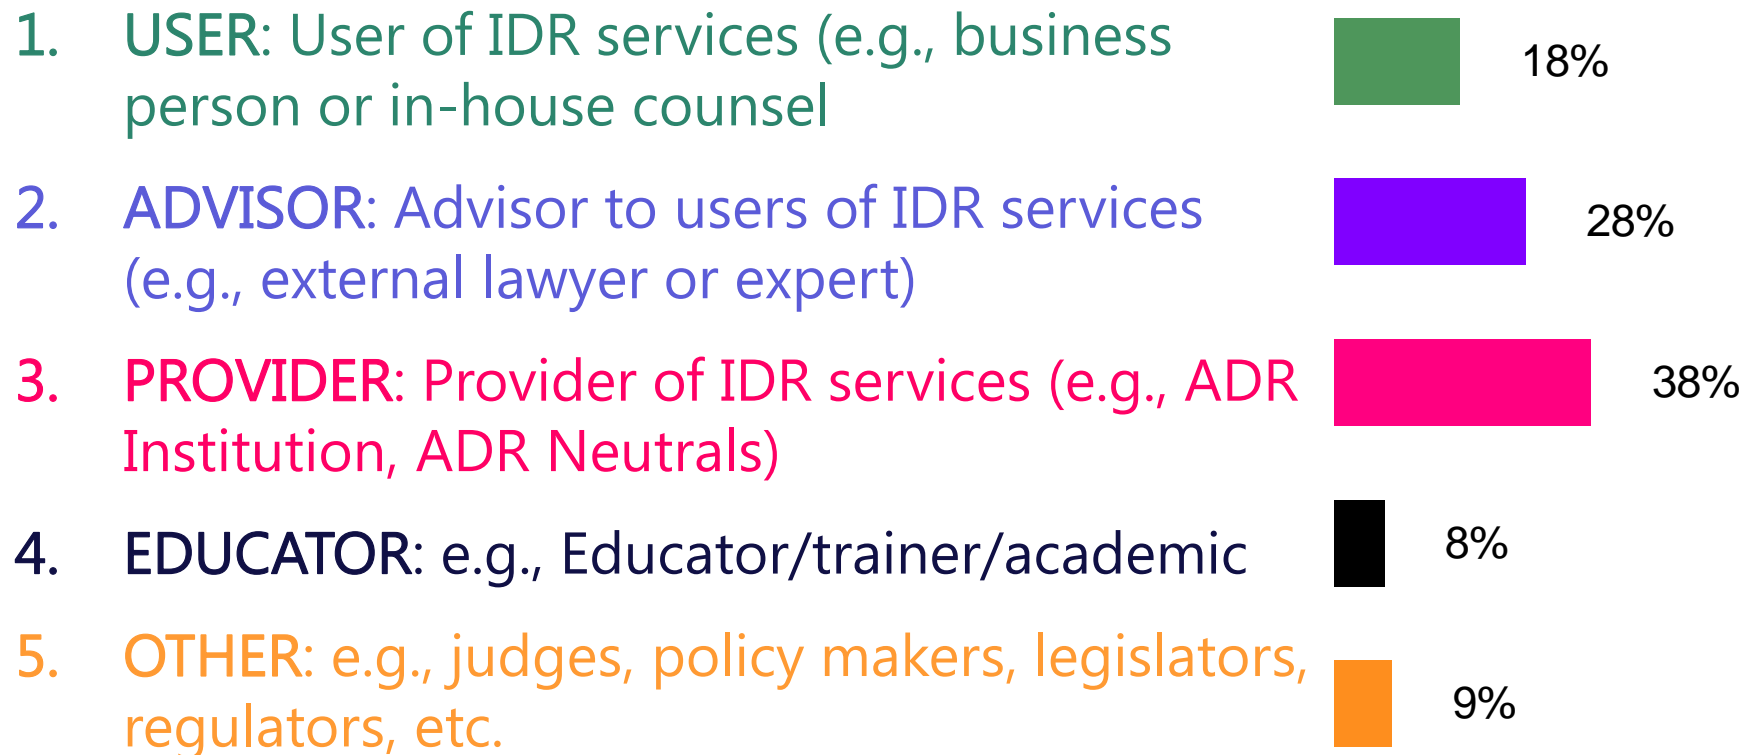 1. USER: User of IDR services (e.g., business
person or in-house counsel
18%
2. ADVISOR: Advisor to users of IDR services
(e.g., external lawyer or expert)
28%
3. PROVIDER: Provider of IDR services (e.g., ADR
Institution, ADR Neutrals)
38%
4. EDUCATOR: e.g., Educator/trainer/academic
8%
5. OTHER: e.g., judges, policy makers, legislators,
regulators, etc.
9%